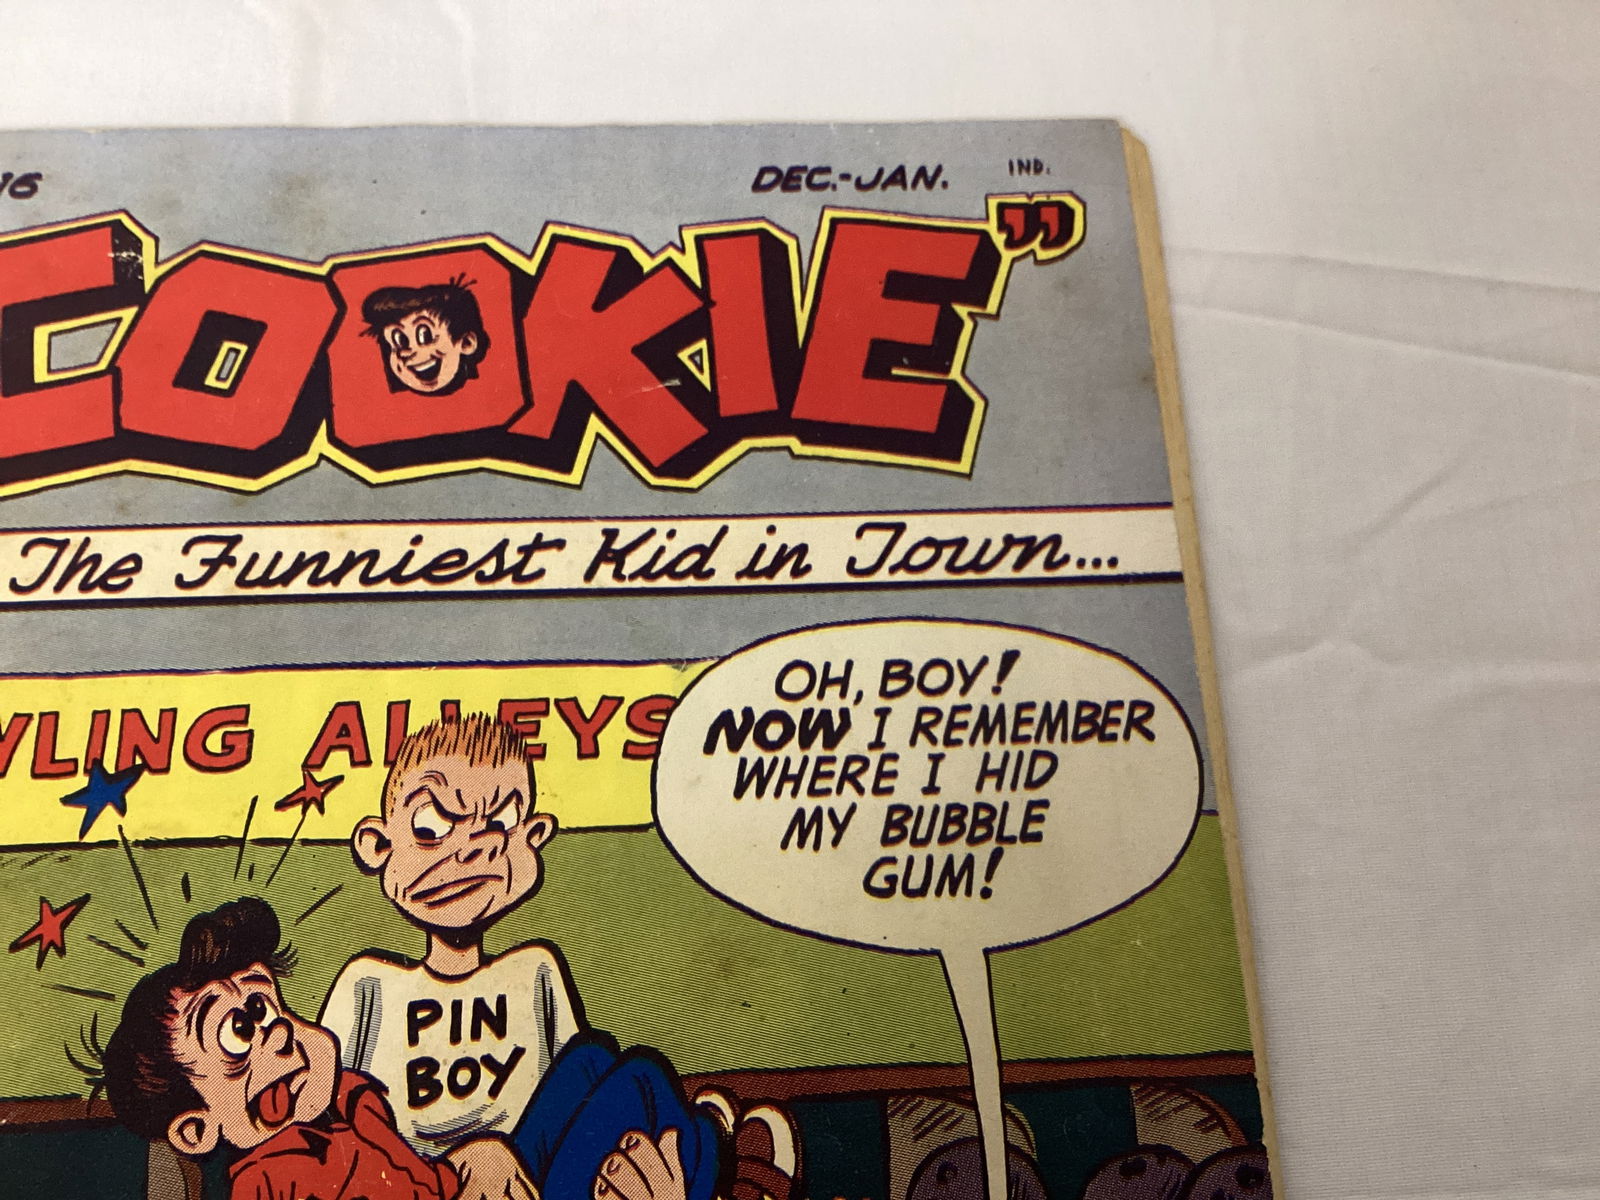 16 DEC.-JAN. IND.
COOKIE”
The Funniest Kid in Town...
WLING ALLEYS
OH, BOY!
NOW I REMEMBER
WHERE I HID
MY BUBBLE
GUM!
PIN
BOY